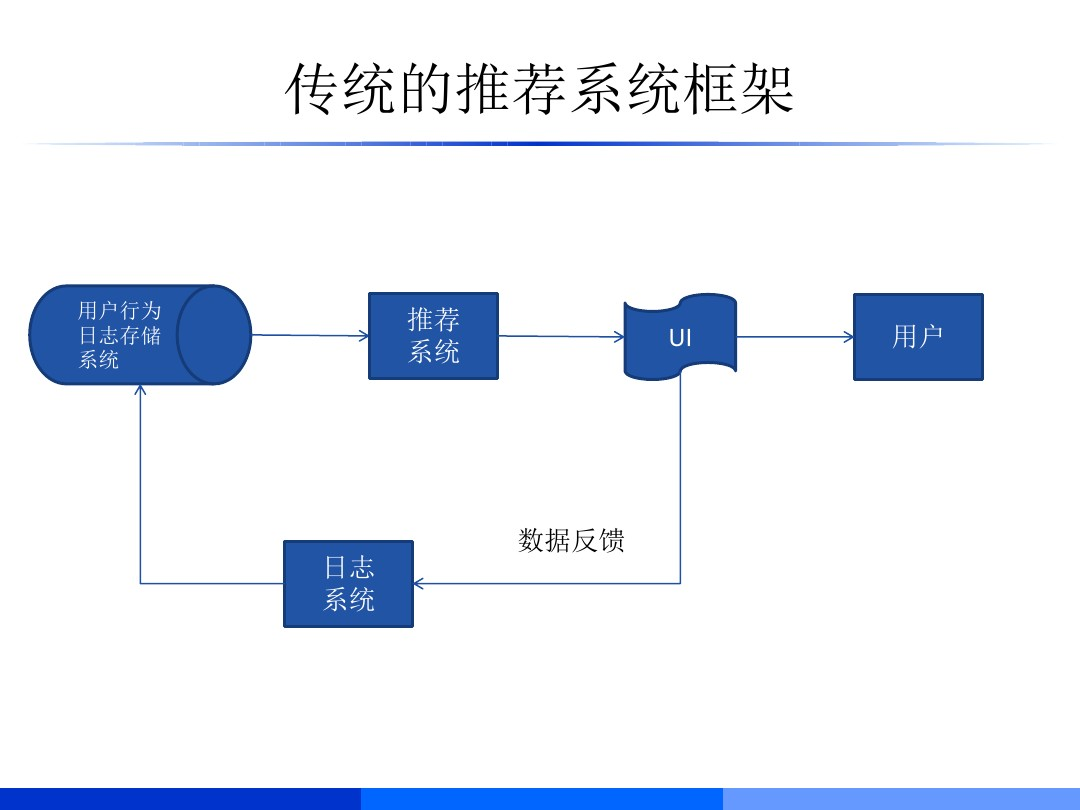 传统的推荐系统框架
用户行为
日志存储
系统
推荐
系统
UI
用户
数据反馈
日志
系统